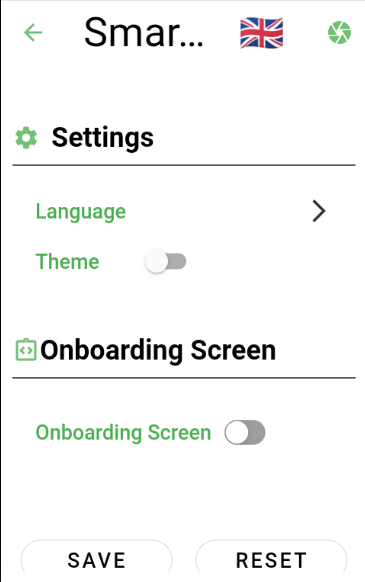 Smar...
Settings
Language
Theme
Onboarding Screen
Onboarding Screen
SAVE RESET